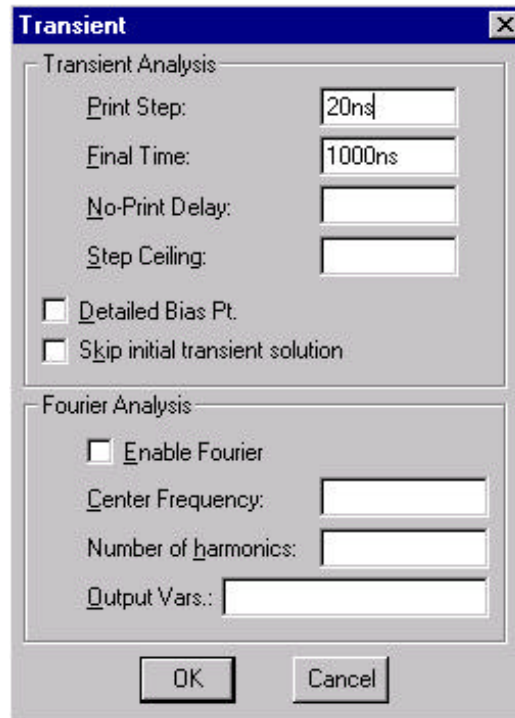 Transient
Transient Analysis
Print Step: 20ns
Final Time: 1000ns
No-Print Delay:
Step Ceiling:
Detailed Bias Pt.
Skip initial transient solution
Fourier Analysis
Enable Fourier
Center Frequency:
Number of harmonics:
Output Vars.:
OK Cancel